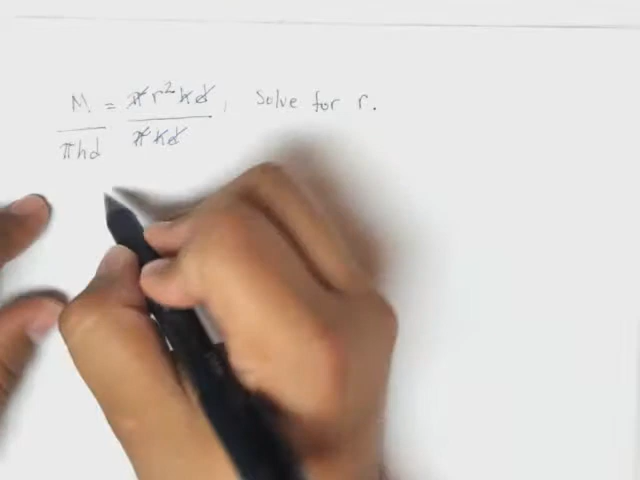 M = πr²hd, Solve for r.
πhd πhd